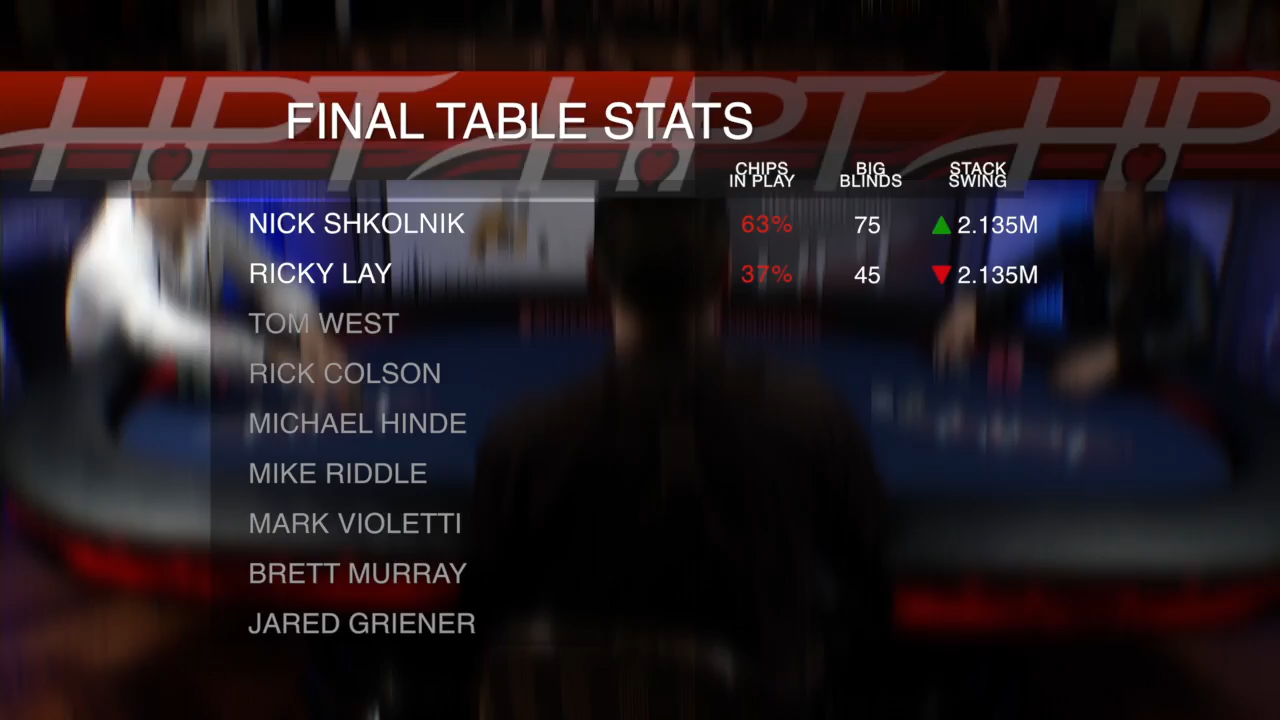 HPT HPT HP
FINAL TABLE STATS
CHIPS IN PLAY BIG BLINDS STACK SWING
NICK SHKOLNIK 63% 75 ▲ 2.135M
RICKY LAY 37% 45 ▼ 2.135M
TOM WEST
RICK COLSON
MICHAEL HINDE
MIKE RIDDLE
MARK VIOLETTI
BRETT MURRAY
JARED GRIENER